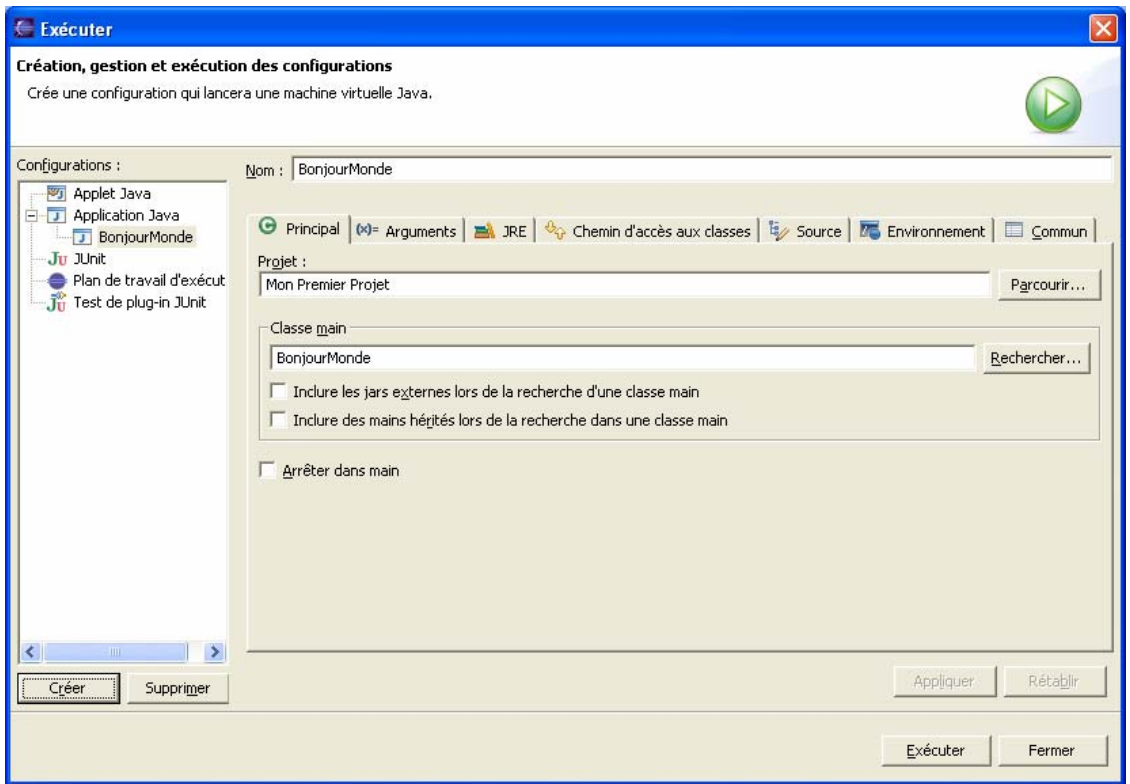 Exécuter
Création, gestion et exécution des configurations
Crée une configuration qui lancera une machine virtuelle Java.
Configurations :
Applet Java
Application Java
BonjourMonde
JUnit
Plan de travail d'exécut
Test de plug-in JUnit
Créer
Supprimer
Nom : BonjourMonde
Principal (x)= Arguments JRE Chemin d'accès aux classes Source Environnement Commun
Projet :
Mon Premier Projet Parcourir...
Classe main
BonjourMonde Rechercher...
Inclure les jars externes lors de la recherche d'une classe main
Inclure des mains hérités lors de la recherche dans une classe main
Arrêter dans main
Appliquer Rétablir
Exécuter Fermer